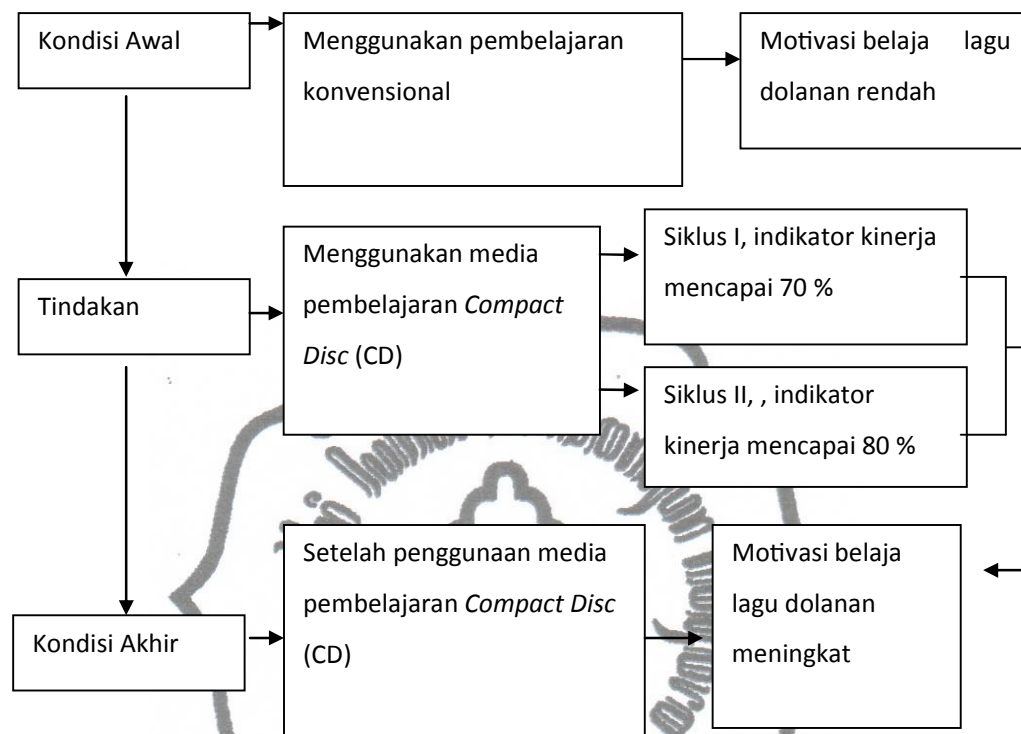 Kondisi Awal
Menggunakan pembelajaran
konvensional
Motivasi belaja lagu
dolanan rendah
Tindakan
Menggunakan media
pembelajaran Compact
Disc (CD)
Siklus I, indikator kinerja
mencapai 70 %
Siklus II, , indikator
kinerja mencapai 80 %
Kondisi Akhir
Setelah penggunaan media
pembelajaran Compact Disc
(CD)
Motivasi belaja
lagu dolanan
meningkat